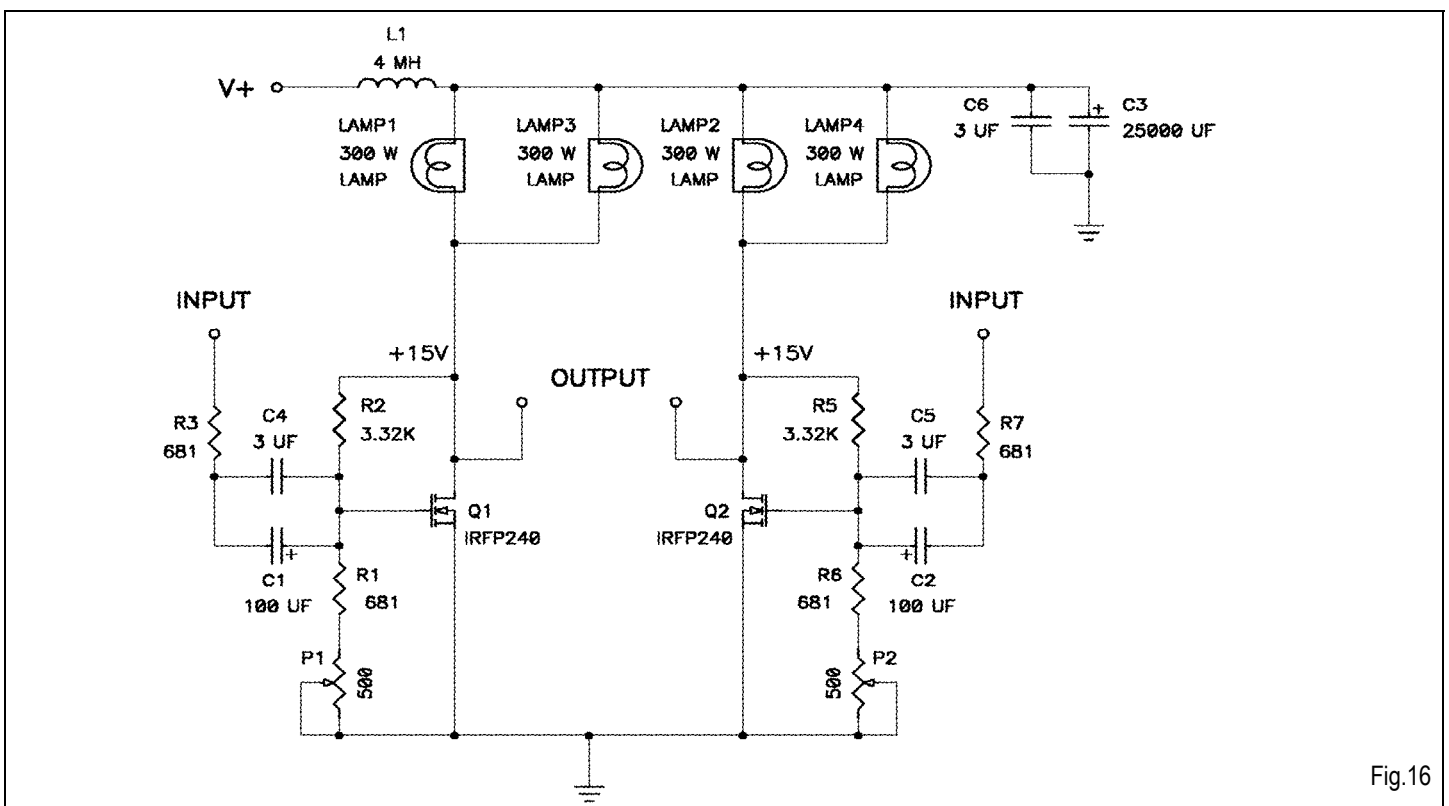 L1
4 MH
V+
LAMP1
300 W
LAMP
LAMP3
300 W
LAMP
LAMP2
300 W
LAMP
LAMP4
300 W
LAMP
C6
3 UF
+
C3
25000 UF
INPUT
INPUT
+15V
+15V
OUTPUT
R3
681
C4
3 UF
R2
3.32K
R5
3.32K
C5
3 UF
R7
681
Q1
IRFP240
Q2
IRFP240
+
C1
100 UF
R1
681
R6
681
+
C2
100 UF
P1
500
P2
500
Fig.16